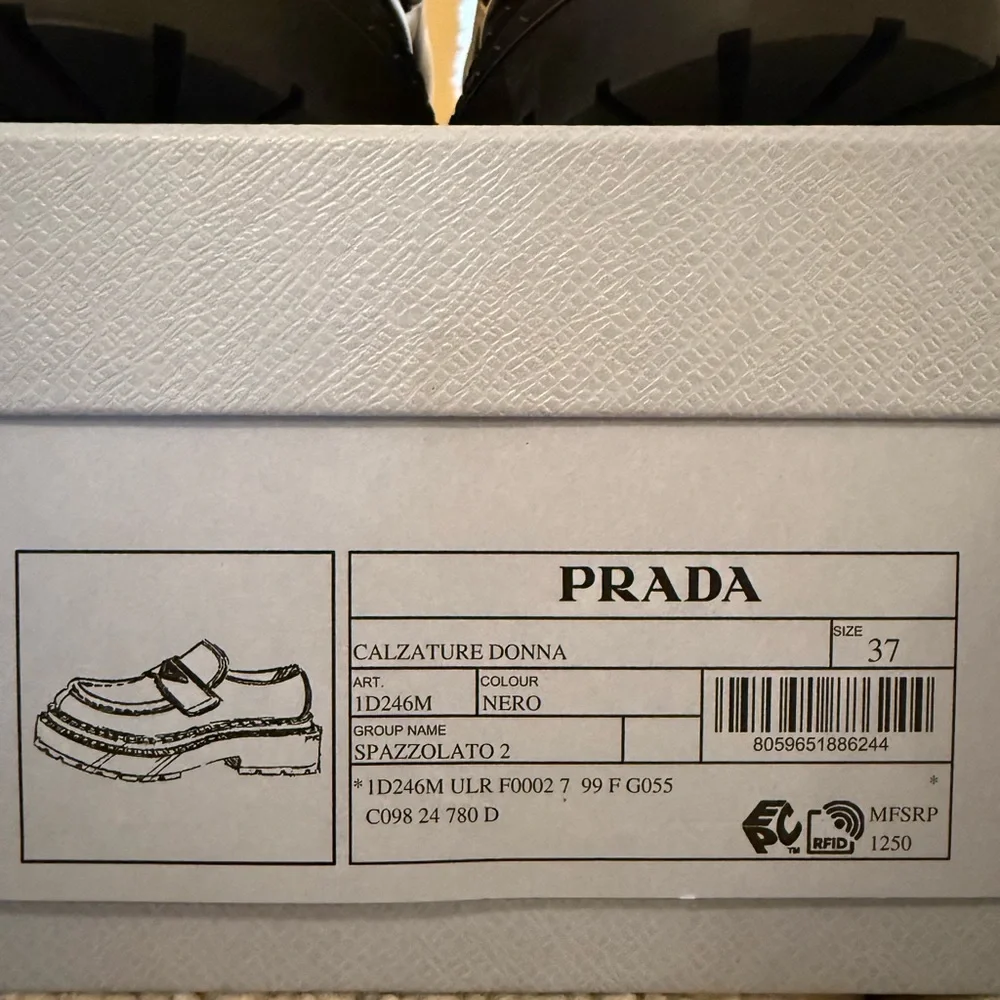 PRADA
CALZATURE DONNA
SIZE
37
ART.
1D246M
COLOUR
NERO
8059651886244
GROUP NAME
SPAZZOLATO 2
*1D246M ULR F0002 7 99 F G055 *
C098 24 780 D
EPC TM
RFID
MFSRP
1250